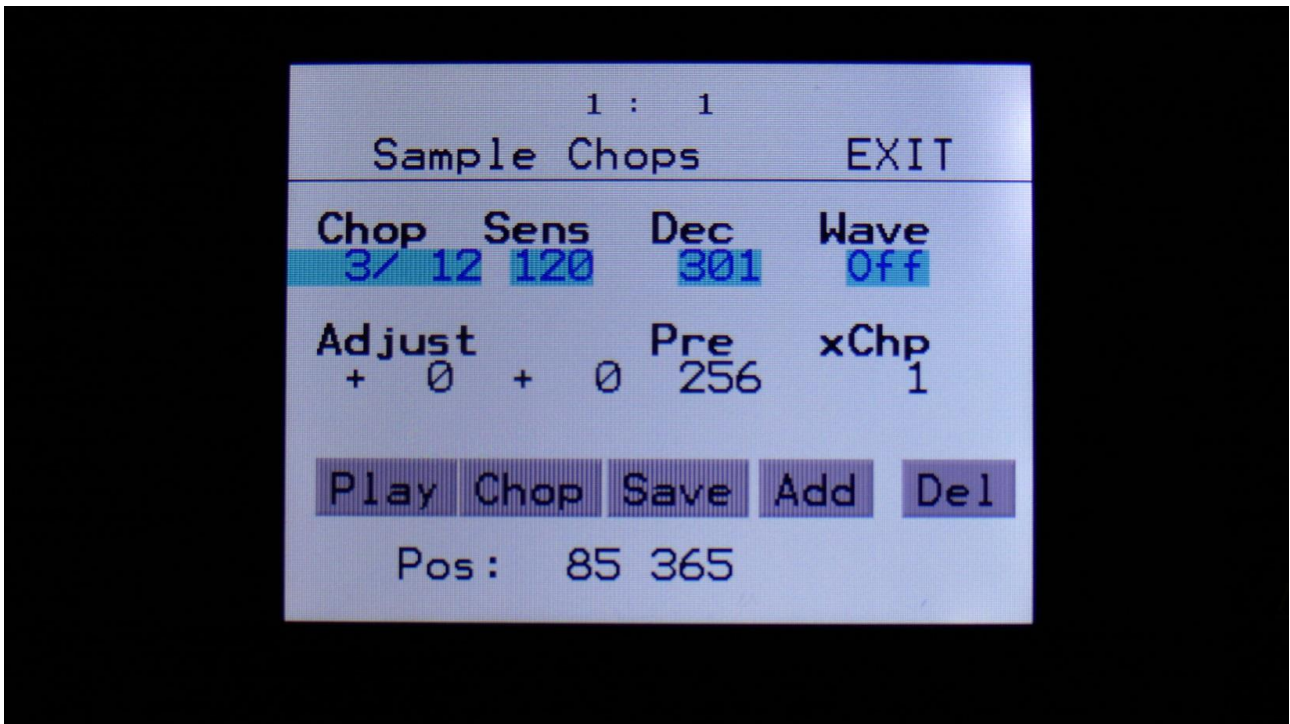 1 : 1
Sample Chops EXIT
Chop Sens Dec Wave
3/ 12 120 301 Off
Adjust Pre xChp
+ 0 + 0 256 1
Play Chop Save Add Del
Pos: 85 365